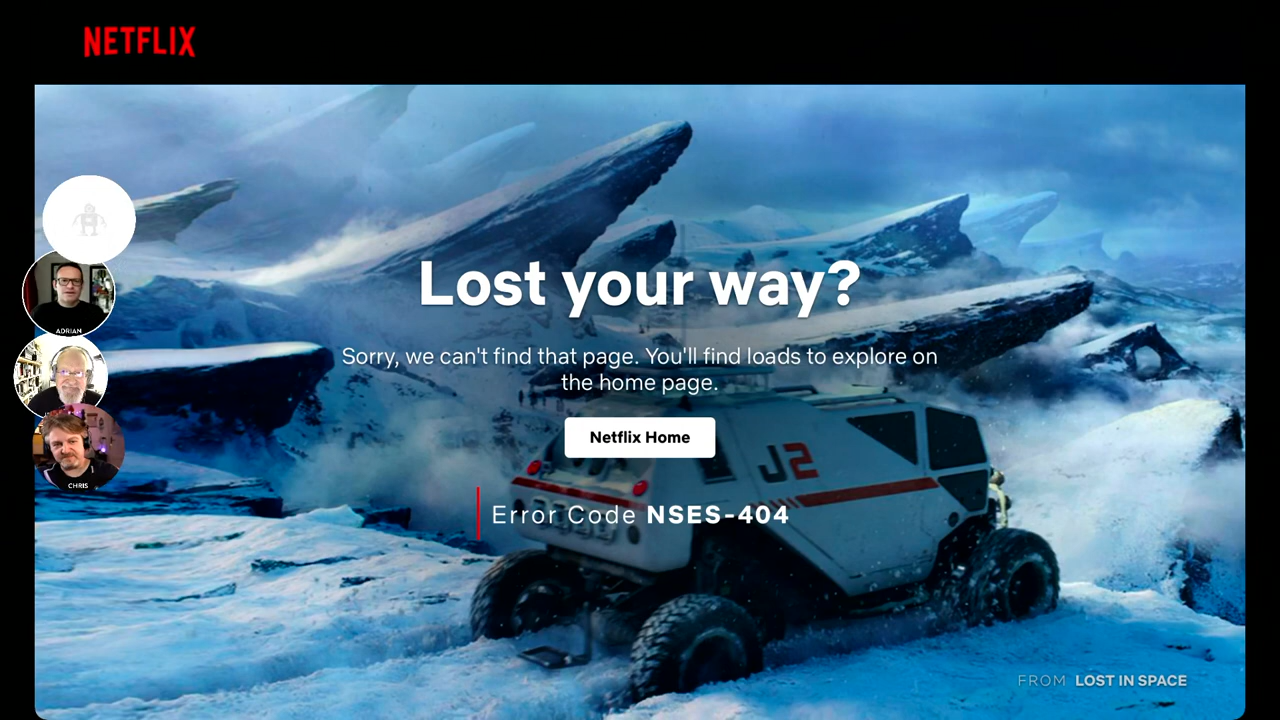 NETFLIX
Lost your way?
Sorry, we can't find that page. You'll find loads to explore on
the home page.
Netflix Home
Error Code NSES-404
ADRIAN
CHRIS
J2
FROM LOST IN SPACE